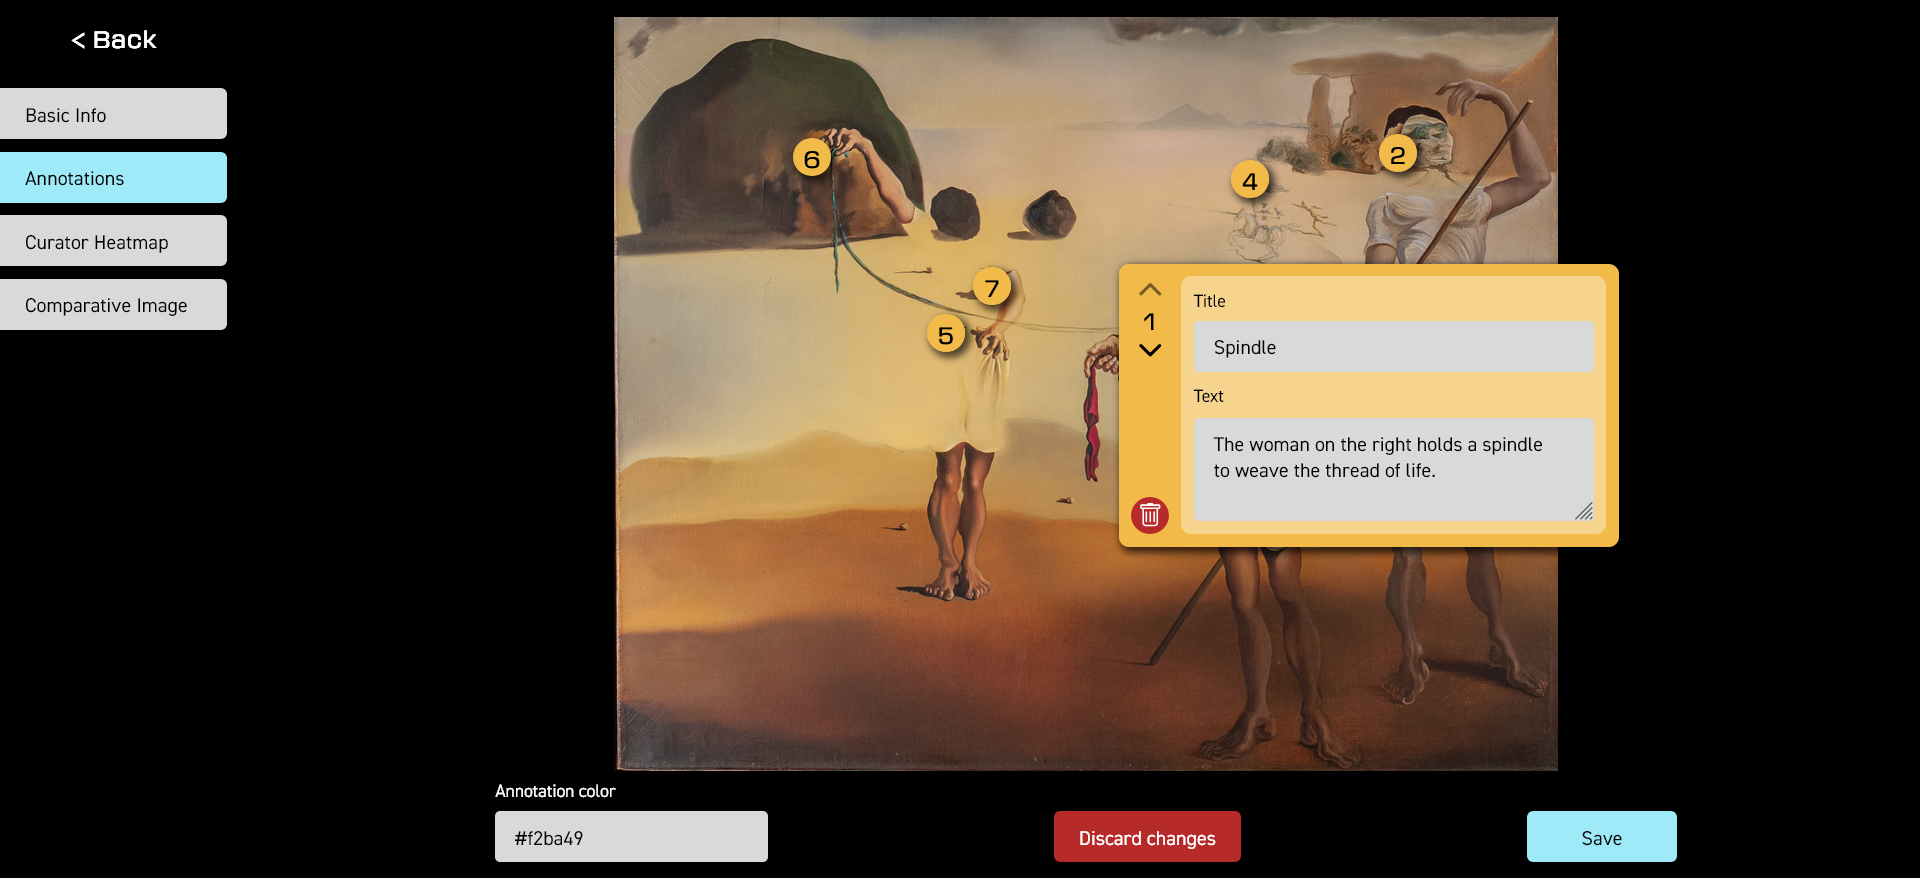 < Back
Basic Info
Annotations
Curator Heatmap
Comparative Image
6
2
4
7
5
1
Title
Spindle
Text
The woman on the right holds a spindle
to weave the thread of life.
Annotation color
#f2ba49
Discard changes
Save